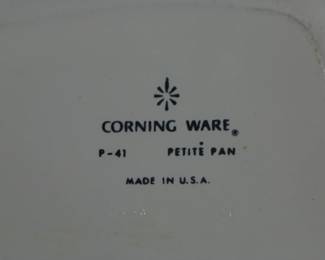 CORNING WARE®
P-41 PETITE PAN
MADE IN U.S.A.